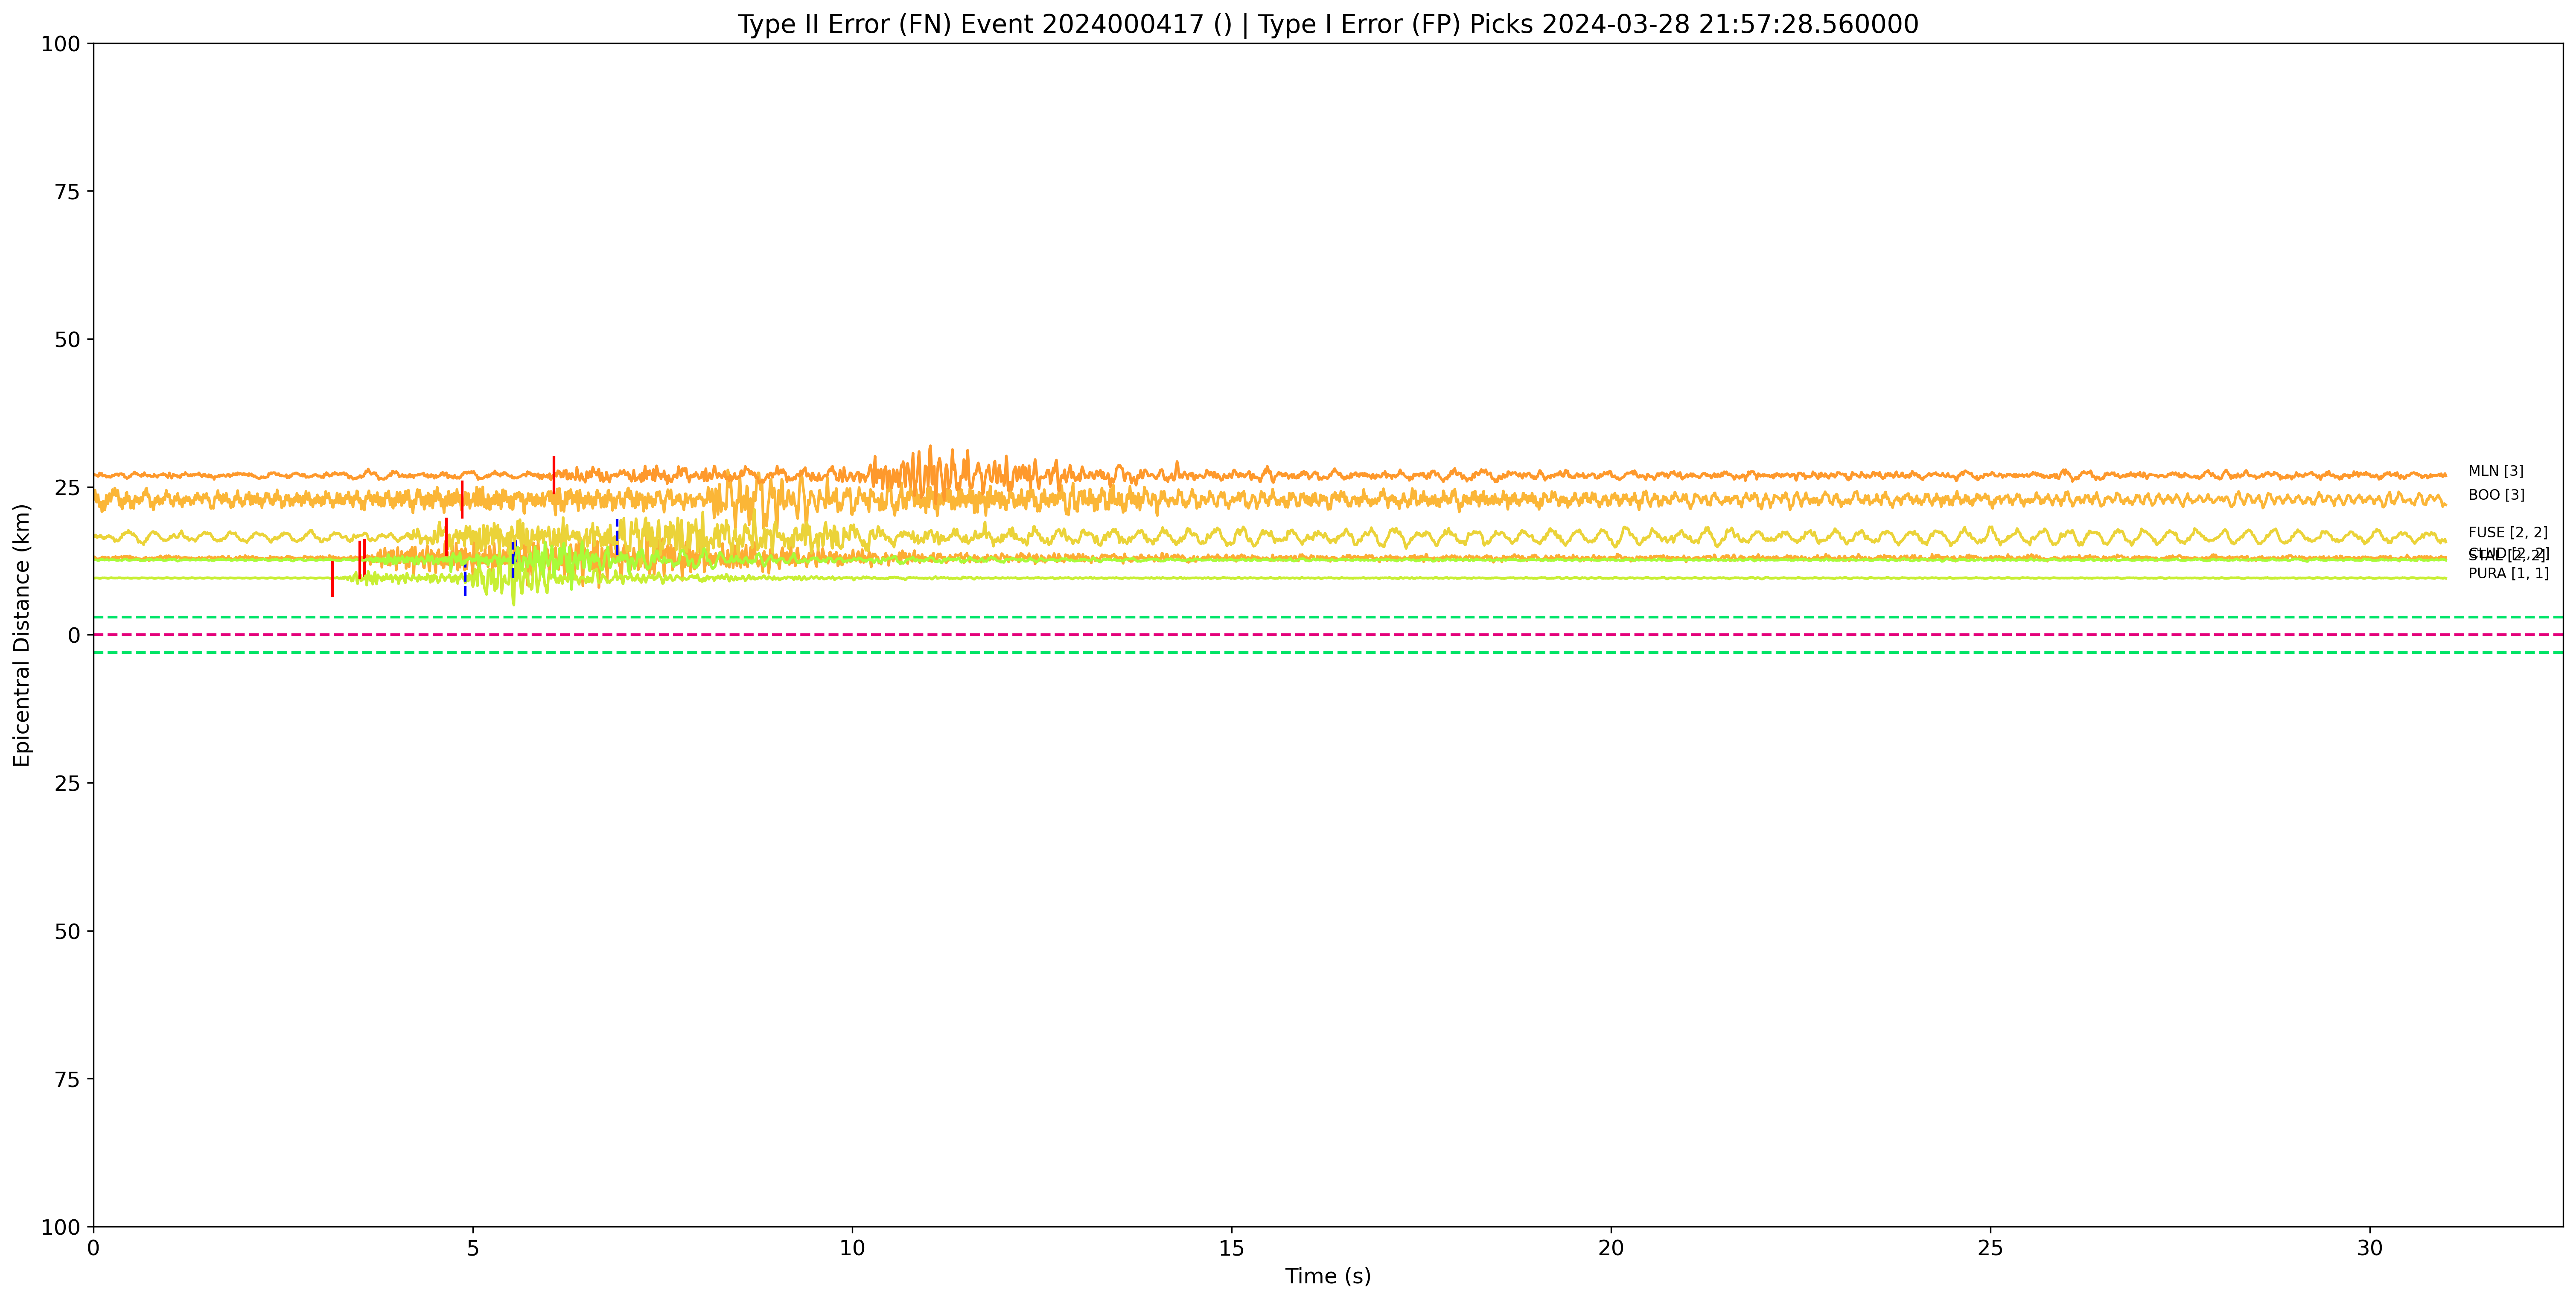 Type II Error (FN) Event 2024000417 () | Type I Error (FP) Picks 2024-03-28 21:57:28.560000
100
75
50
25
0
25
50
75
100
Epicentral Distance (km)
MLN [3]
BOO [3]
FUSE [2, 2]
PURA [1, 1]
0 5 10 15 20 25 30
Time (s)